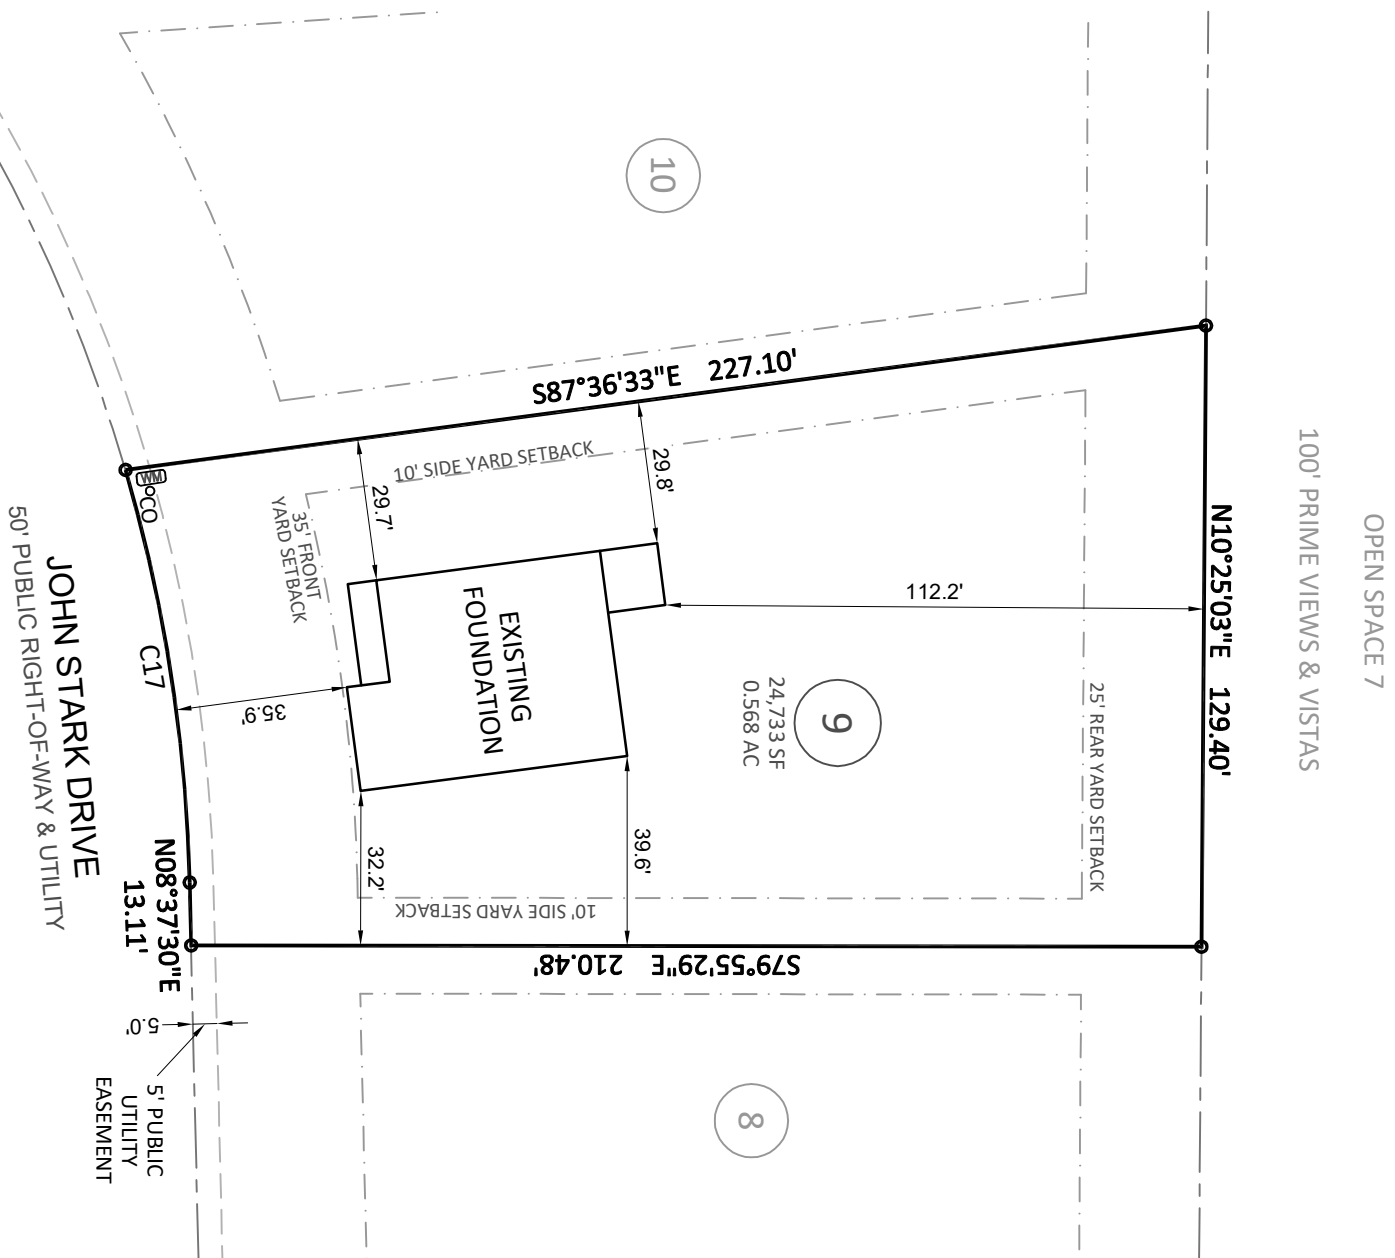 OPEN SPACE 7
100' PRIME VIEWS & VISTAS
N10°25'03"E 129.40'
10
S87°36'33"E 227.10'
10' SIDE YARD SETBACK
29.8'
29.7'
WM
CO
35' FRONT
YARD SETBACK
112.2'
EXISTING
FOUNDATION
9
24,733 SF
0.568 AC
25' REAR YARD SETBACK
C17
35.9'
JOHN STARK DRIVE
50' PUBLIC RIGHT-OF-WAY & UTILITY
39.6'
32.2'
10' SIDE YARD SETBACK
N08°37'30"E
13.11'
S79°55'29"E 210.48'
5.0'
5' PUBLIC
UTILITY
EASEMENT
8